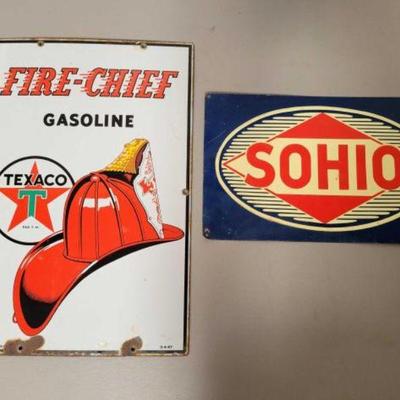 FIRE-CHIEF
GASOLINE
TEXACO
T
SOHIO